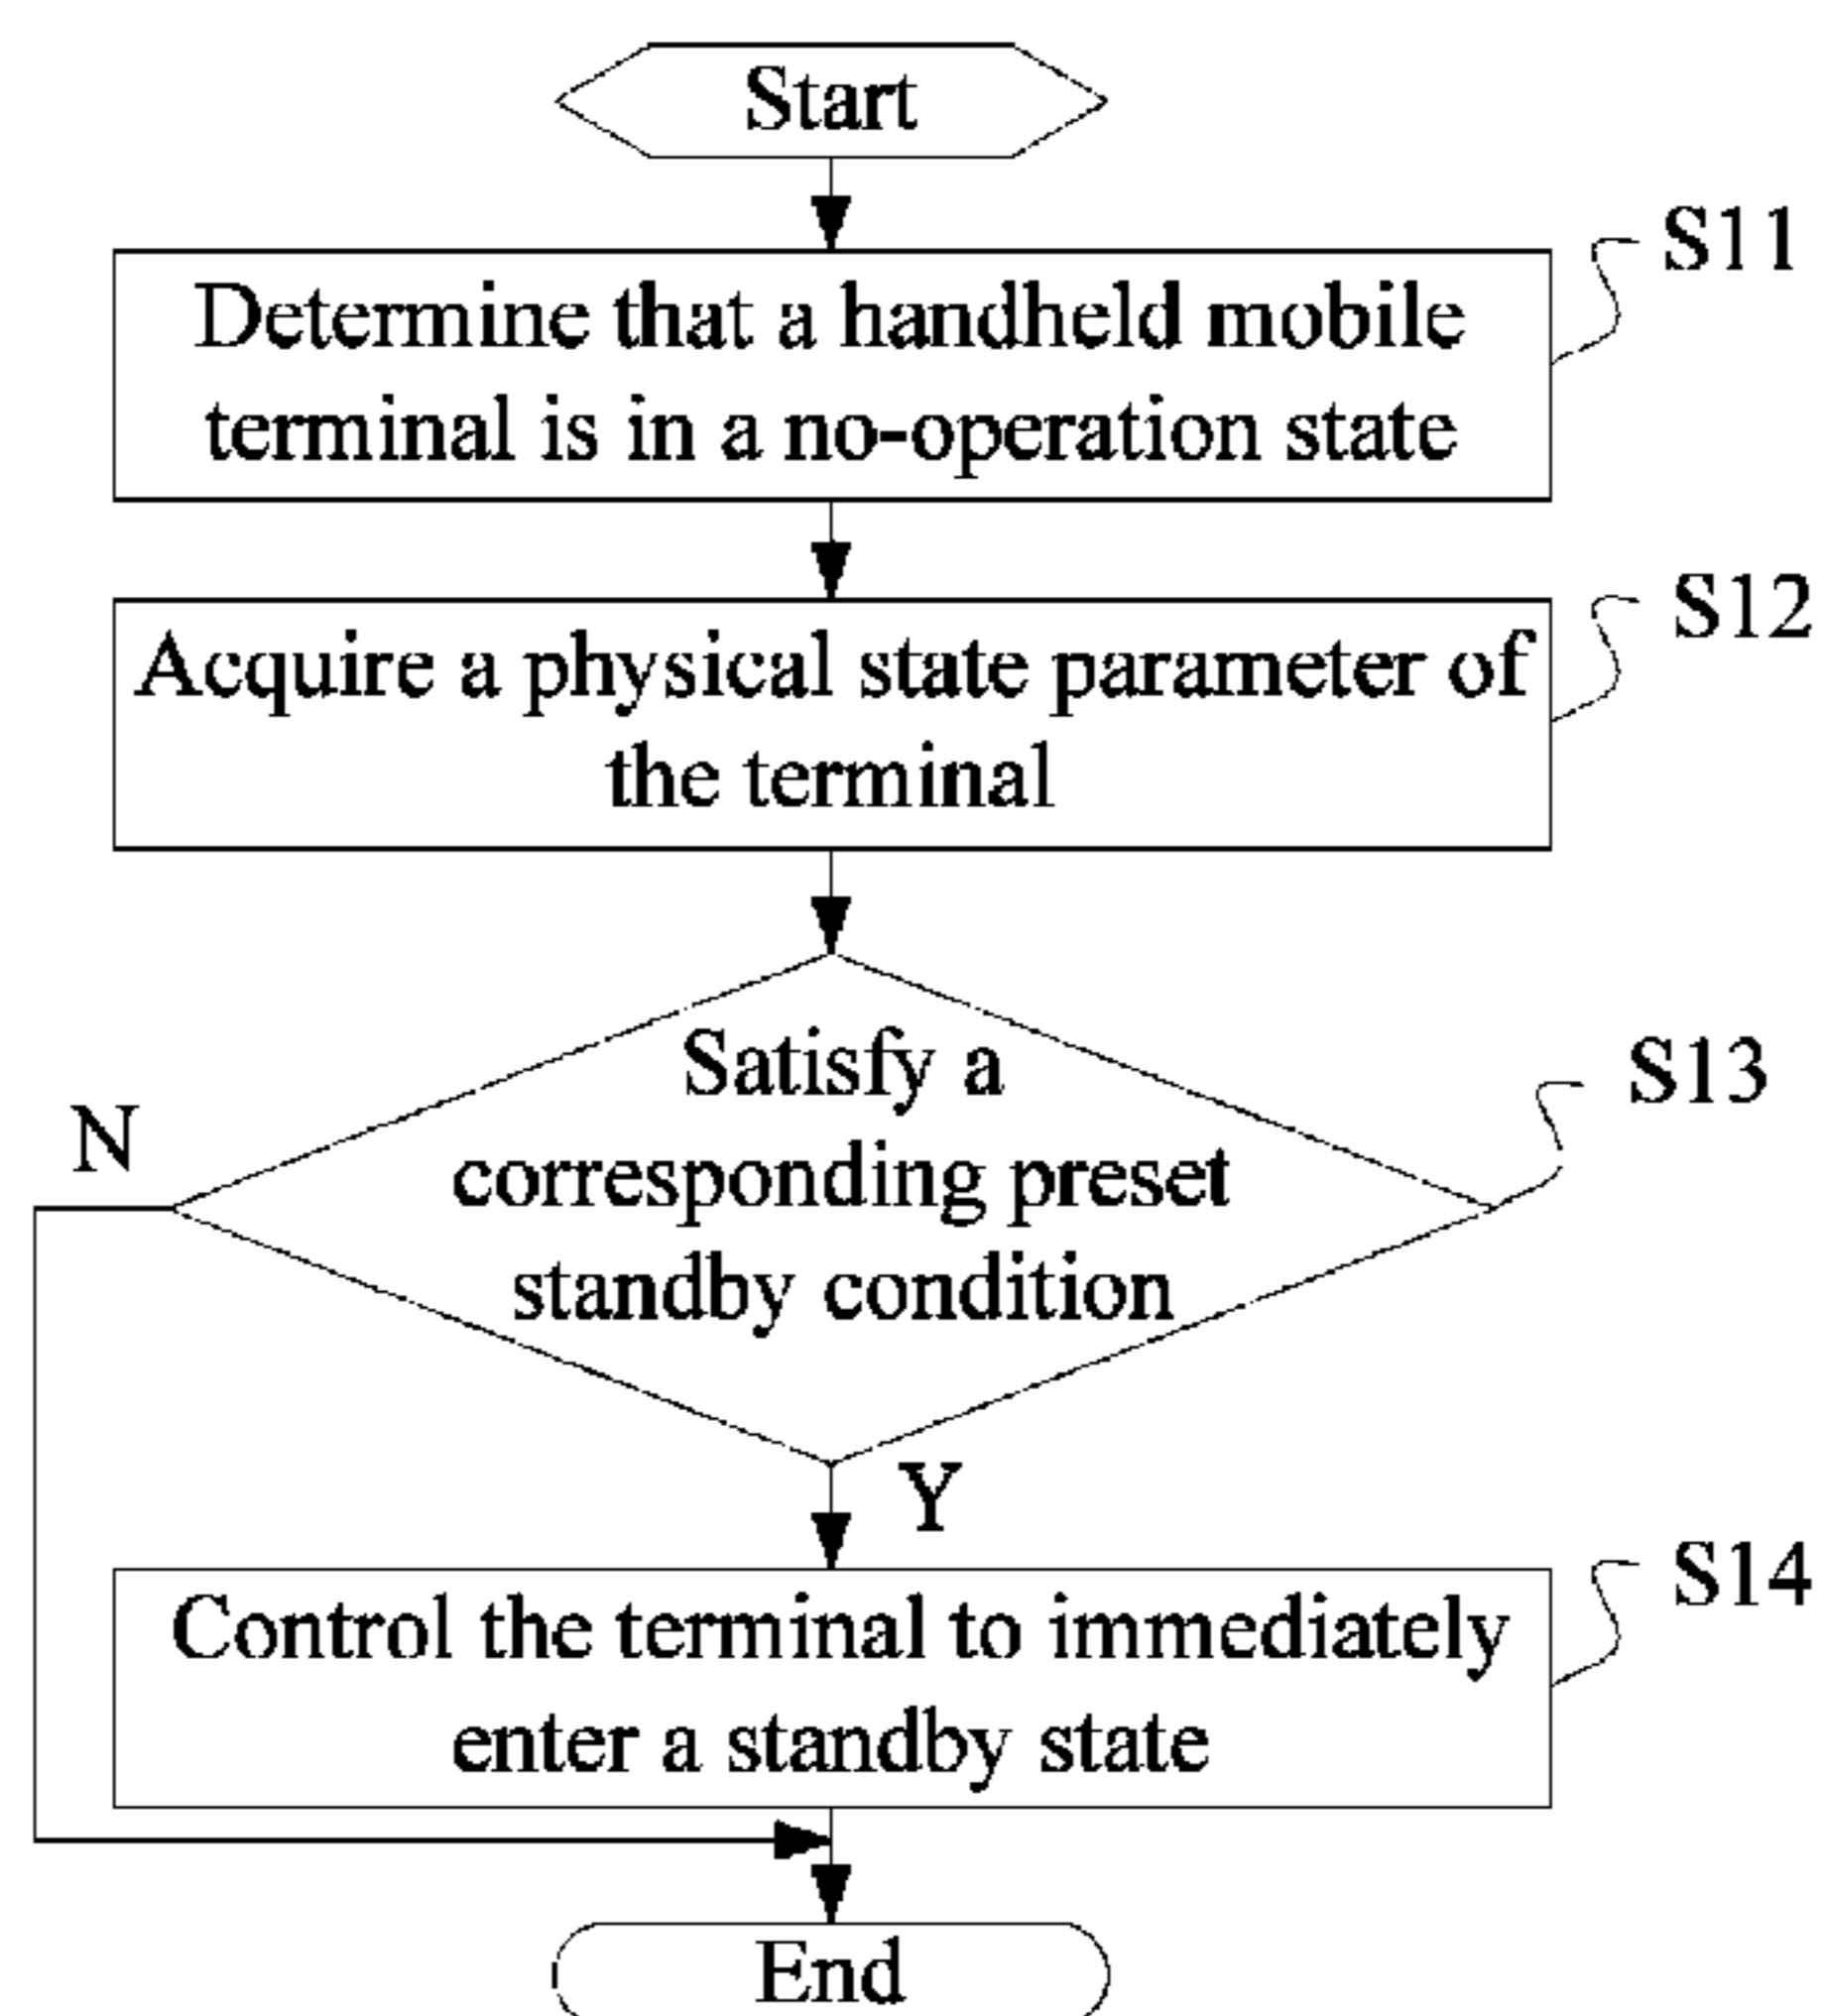 Start
S11
Determine that a handheld mobile
terminal is in a no-operation state
S12
Acquire a physical state parameter of
the terminal
S13
Satisfy a
corresponding preset
standby condition
N
Y
S14
Control the terminal to immediately
enter a standby state
End